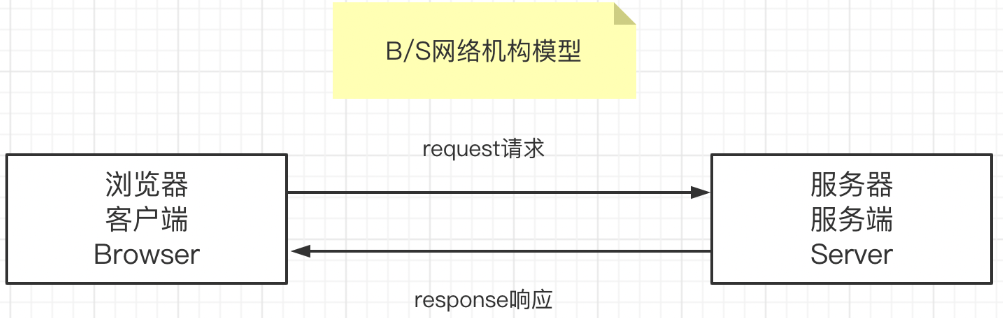 B/S网络机构模型
request请求
浏览器
客户端
Browser
服务器
服务端
Server
response响应